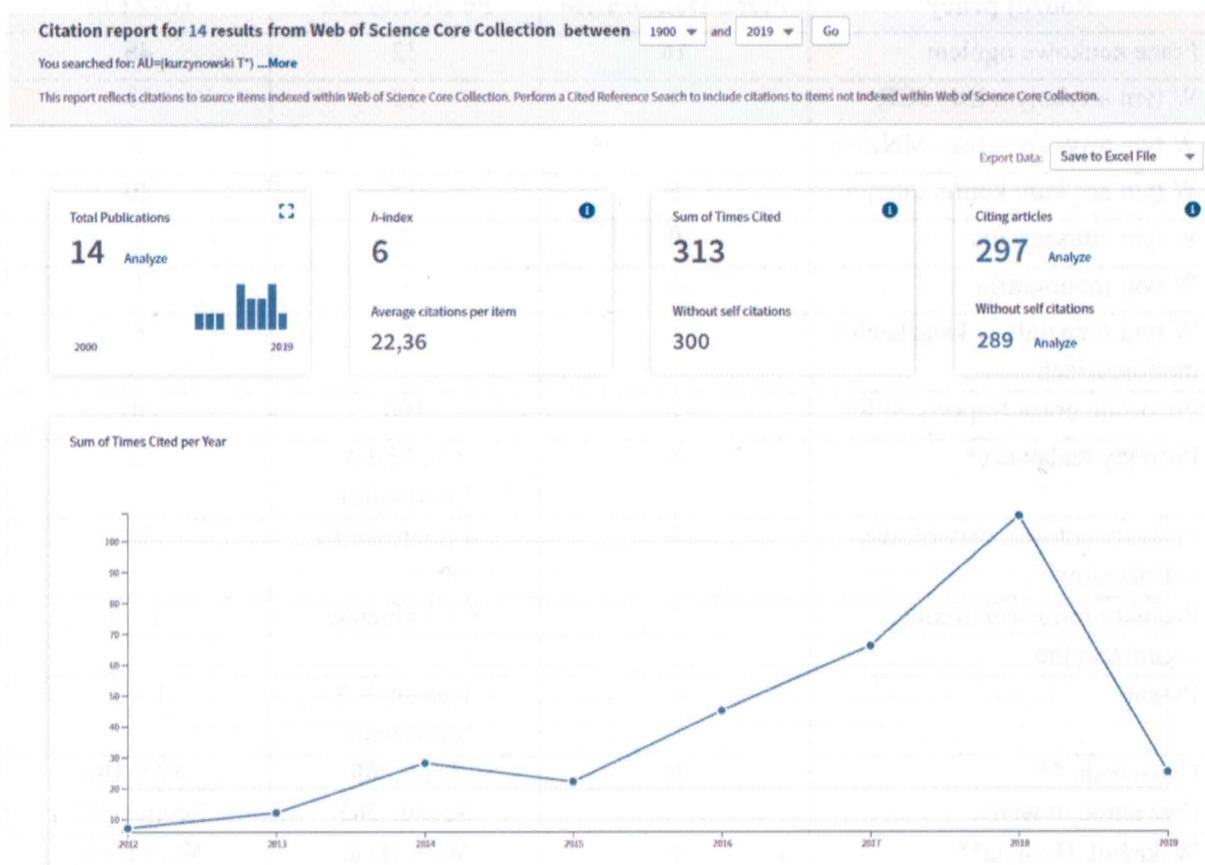 Citation report for 14 results from Web of Science Core Collection between 1900 and 2019 Go
You searched for: AU=(kurzynowski T*) ...More
This report reflects citations to source items indexed within Web of Science Core Collection. Perform a Cited Reference Search to include citations to items not indexed within Web of Science Core Collection.
Export Data: Save to Excel File
Total Publications
14 Analyze
2000 2019
h-index
6
Average citations per item
22,36
Sum of Times Cited
313
Without self citations
300
Citing articles
297 Analyze
Without self citations
289 Analyze
Sum of Times Cited per Year
100
90
80
70
60
50
40
30
20
10
2012 2013 2014 2015 2016 2017 2018 2019